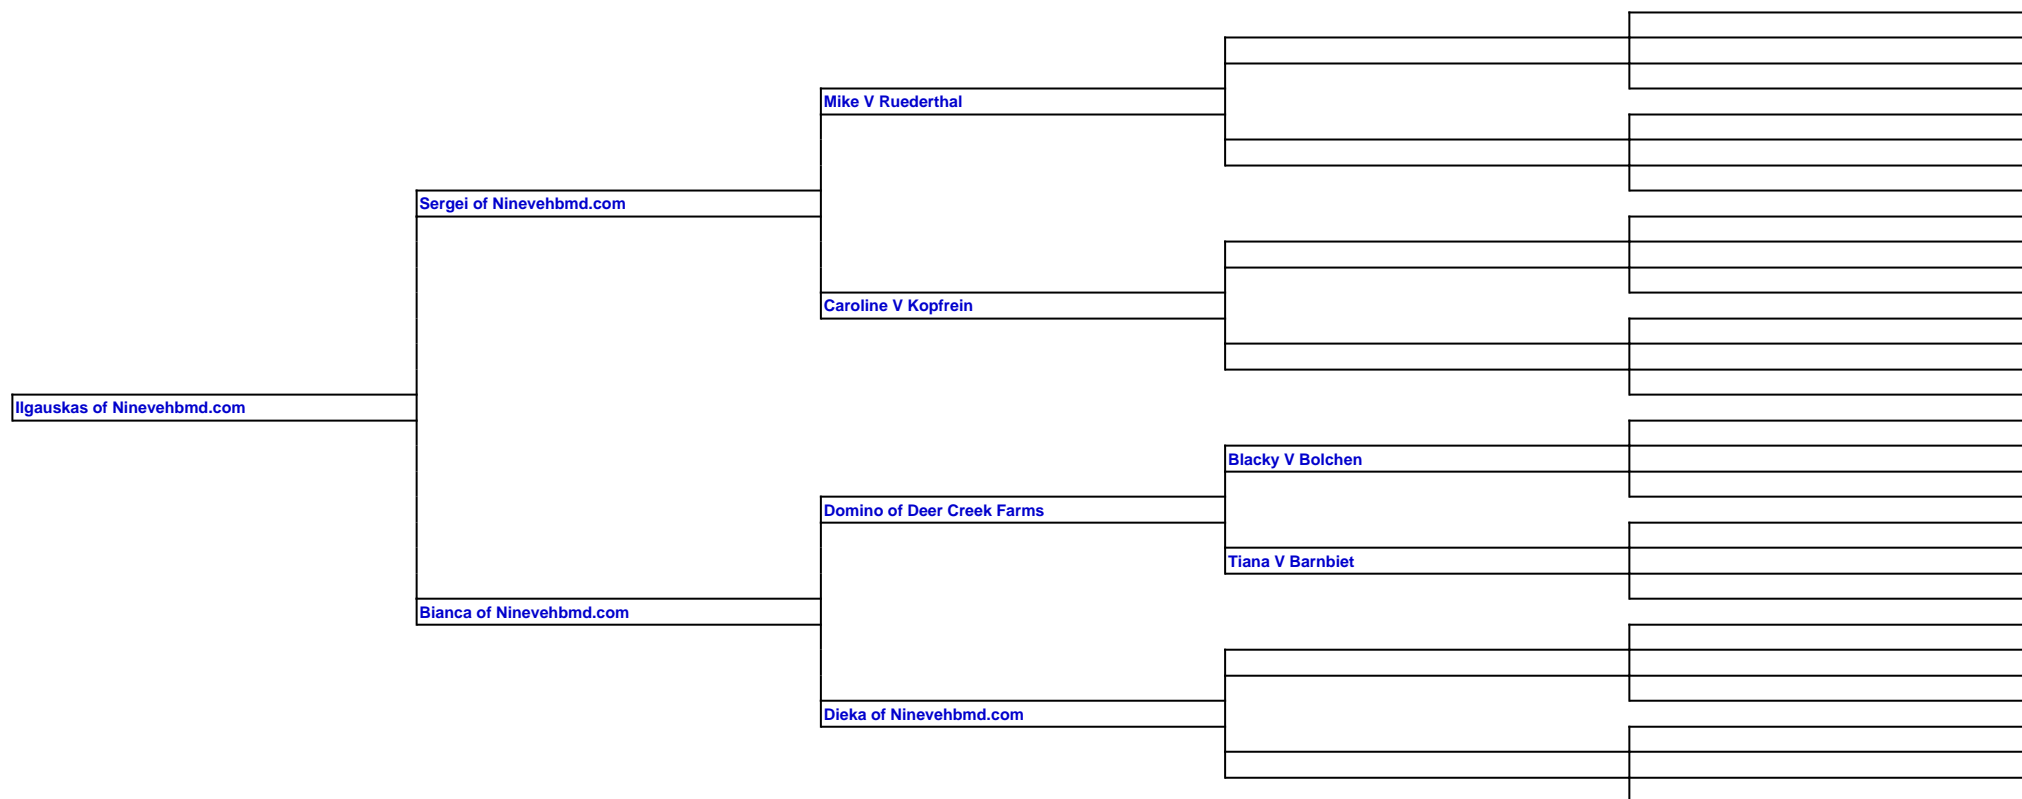 Mike V Ruederthal
Sergei of Ninevehbmd.com
Caroline V Kopfrein
Ilgauskas of Ninevehbmd.com
Blacky V Bolchen
Domino of Deer Creek Farms
Tiana V Barnbiet
Bianca of Ninevehbmd.com
Dieka of Ninevehbmd.com